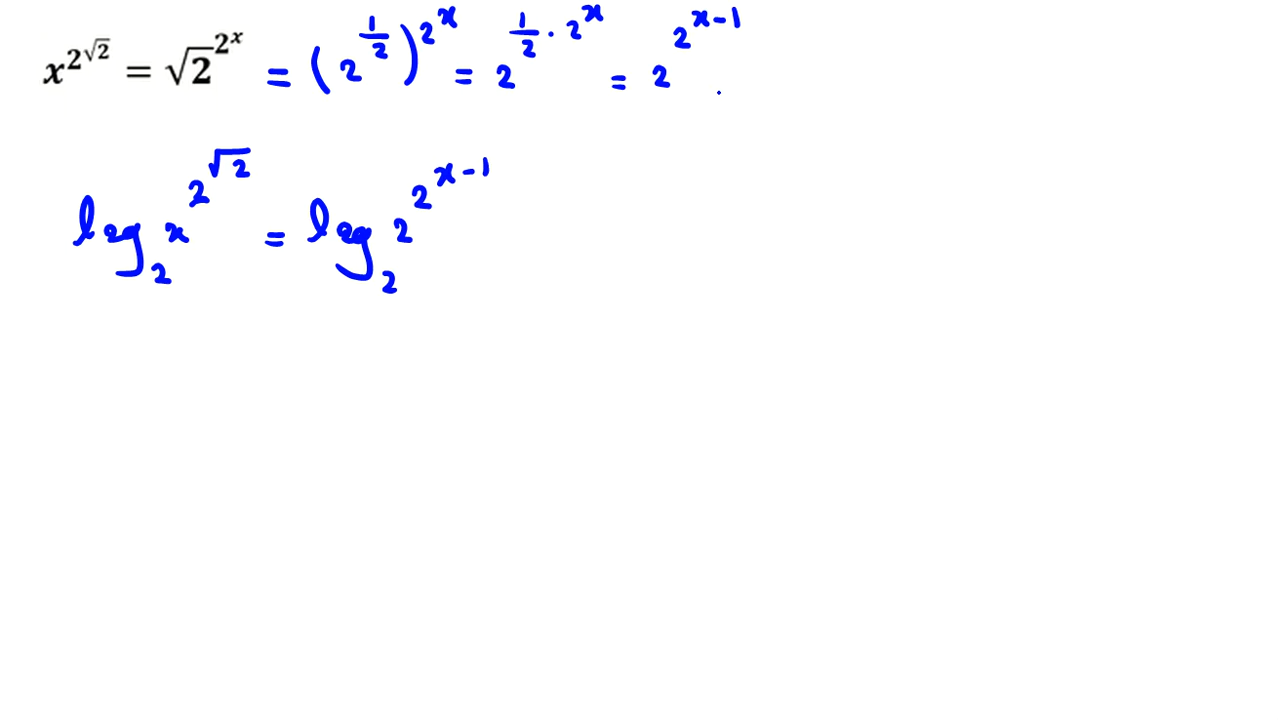 x^{2^{√2}} = √2^{2^x} = (2^{1/2})^{2^x} = 2^{1/2 · 2^x} = 2^{2^{x-1}}
log_2 x^{2^{√2}} = log_2 2^{2^{x-1}}